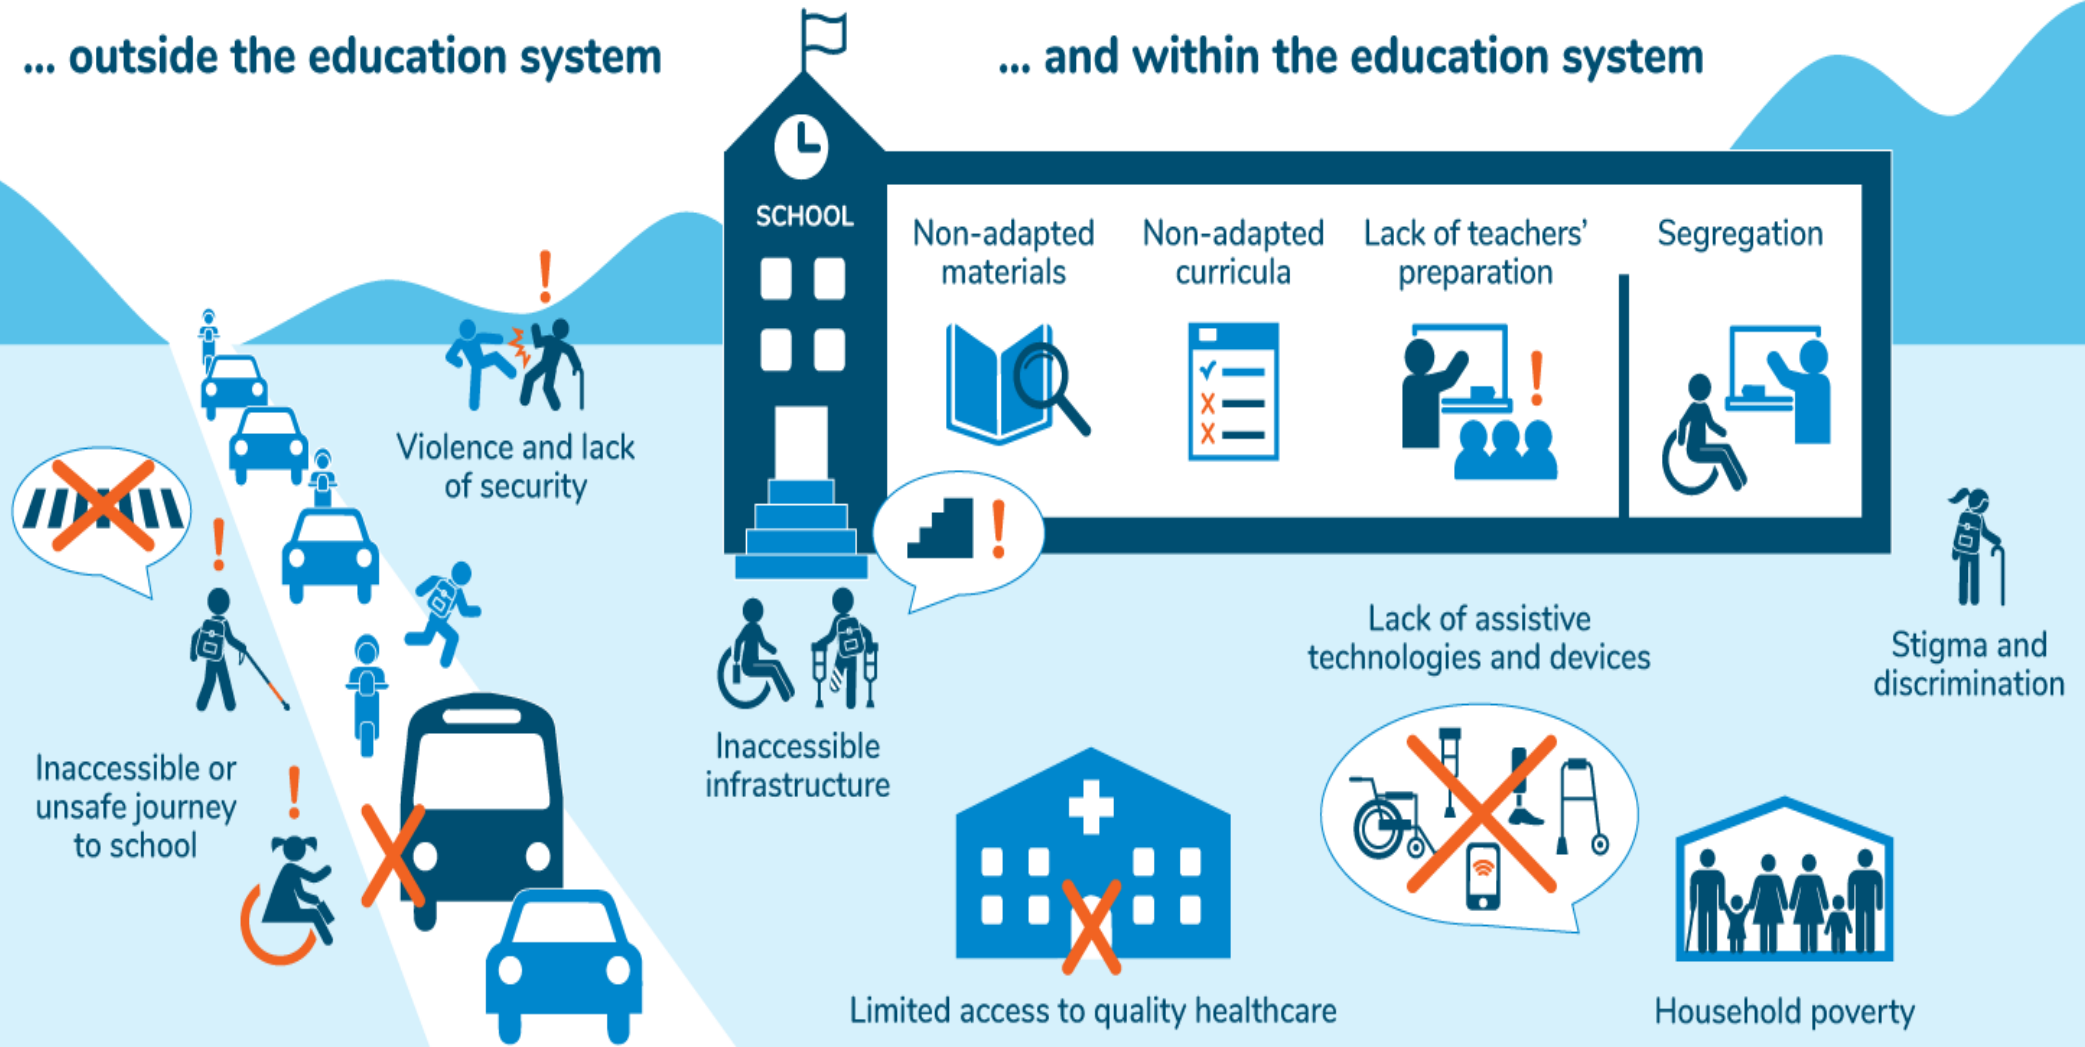 ... outside the education system
... and within the education system
SCHOOL
Non-adapted
materials
Non-adapted
curricula
Lack of teachers’
preparation
Segregation
Violence and lack
of security
Inaccessible or
unsafe journey
to school
Inaccessible
infrastructure
Lack of assistive
technologies and devices
Stigma and
discrimination
Limited access to quality healthcare
Household poverty